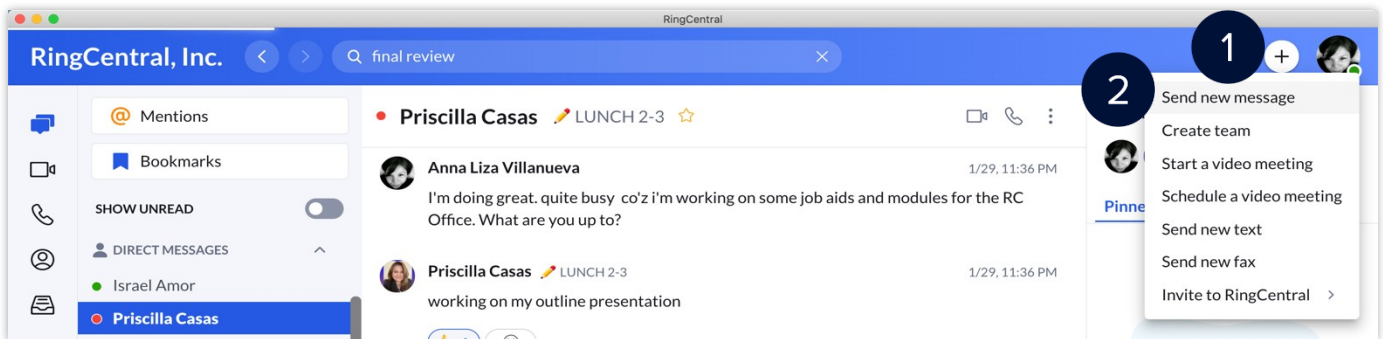 RingCentral
RingCentral, Inc.
final review
1
2
Send new message
Create team
Start a video meeting
Schedule a video meeting
Send new text
Send new fax
Invite to RingCentral
@ Mentions
Bookmarks
SHOW UNREAD
DIRECT MESSAGES
Israel Amor
Priscilla Casas
Priscilla Casas LUNCH 2-3
Anna Liza Villanueva 1/29, 11:36 PM
I'm doing great. quite busy co'z i'm working on some job aids and modules for the RC
Office. What are you up to?
Priscilla Casas LUNCH 2-3 1/29, 11:36 PM
working on my outline presentation
Pinne